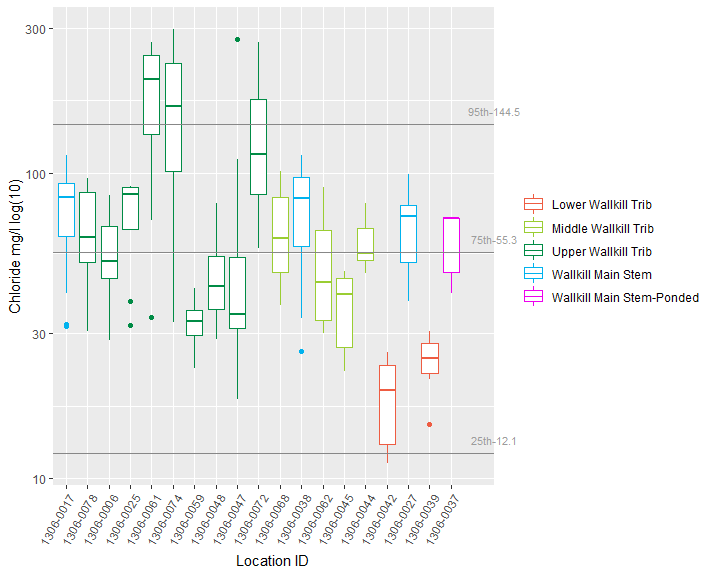 300
100
30
10
Chloride mg/l log(10)
95th-144.5
75th-55.3
25th-12.1
1306-0017
1306-0078
1306-0006
1306-0025
1306-0061
1306-0074
1306-0059
1306-0048
1306-0047
1306-0072
1306-0068
1306-0038
1306-0062
1306-0045
1306-0044
1306-0042
1306-0027
1306-0039
1306-0037
Location ID
Lower Wallkill Trib
Middle Wallkill Trib
Upper Wallkill Trib
Wallkill Main Stem
Wallkill Main Stem-Ponded